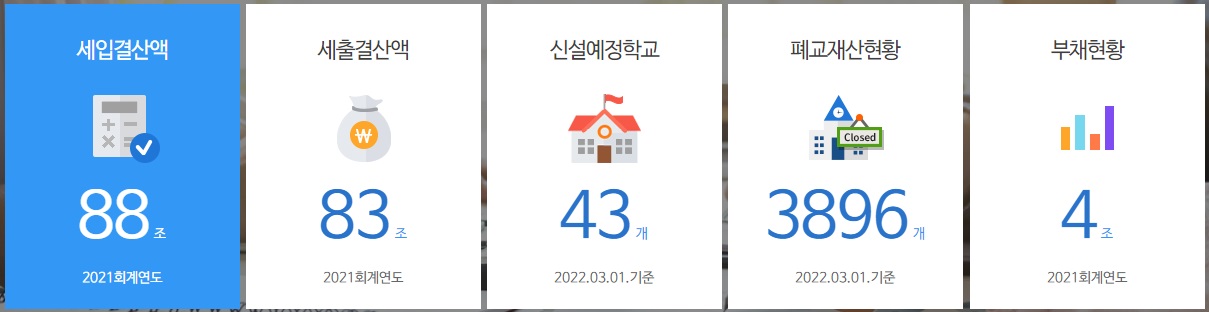 세입결산액
88 조
2021회계연도
세출결산액
₩
83 조
2021회계연도
신설예정학교
43 개
2022.03.01.기준
폐교재산현황
Closed
3896 개
2022.03.01.기준
부채현황
4 조
2021회계연도